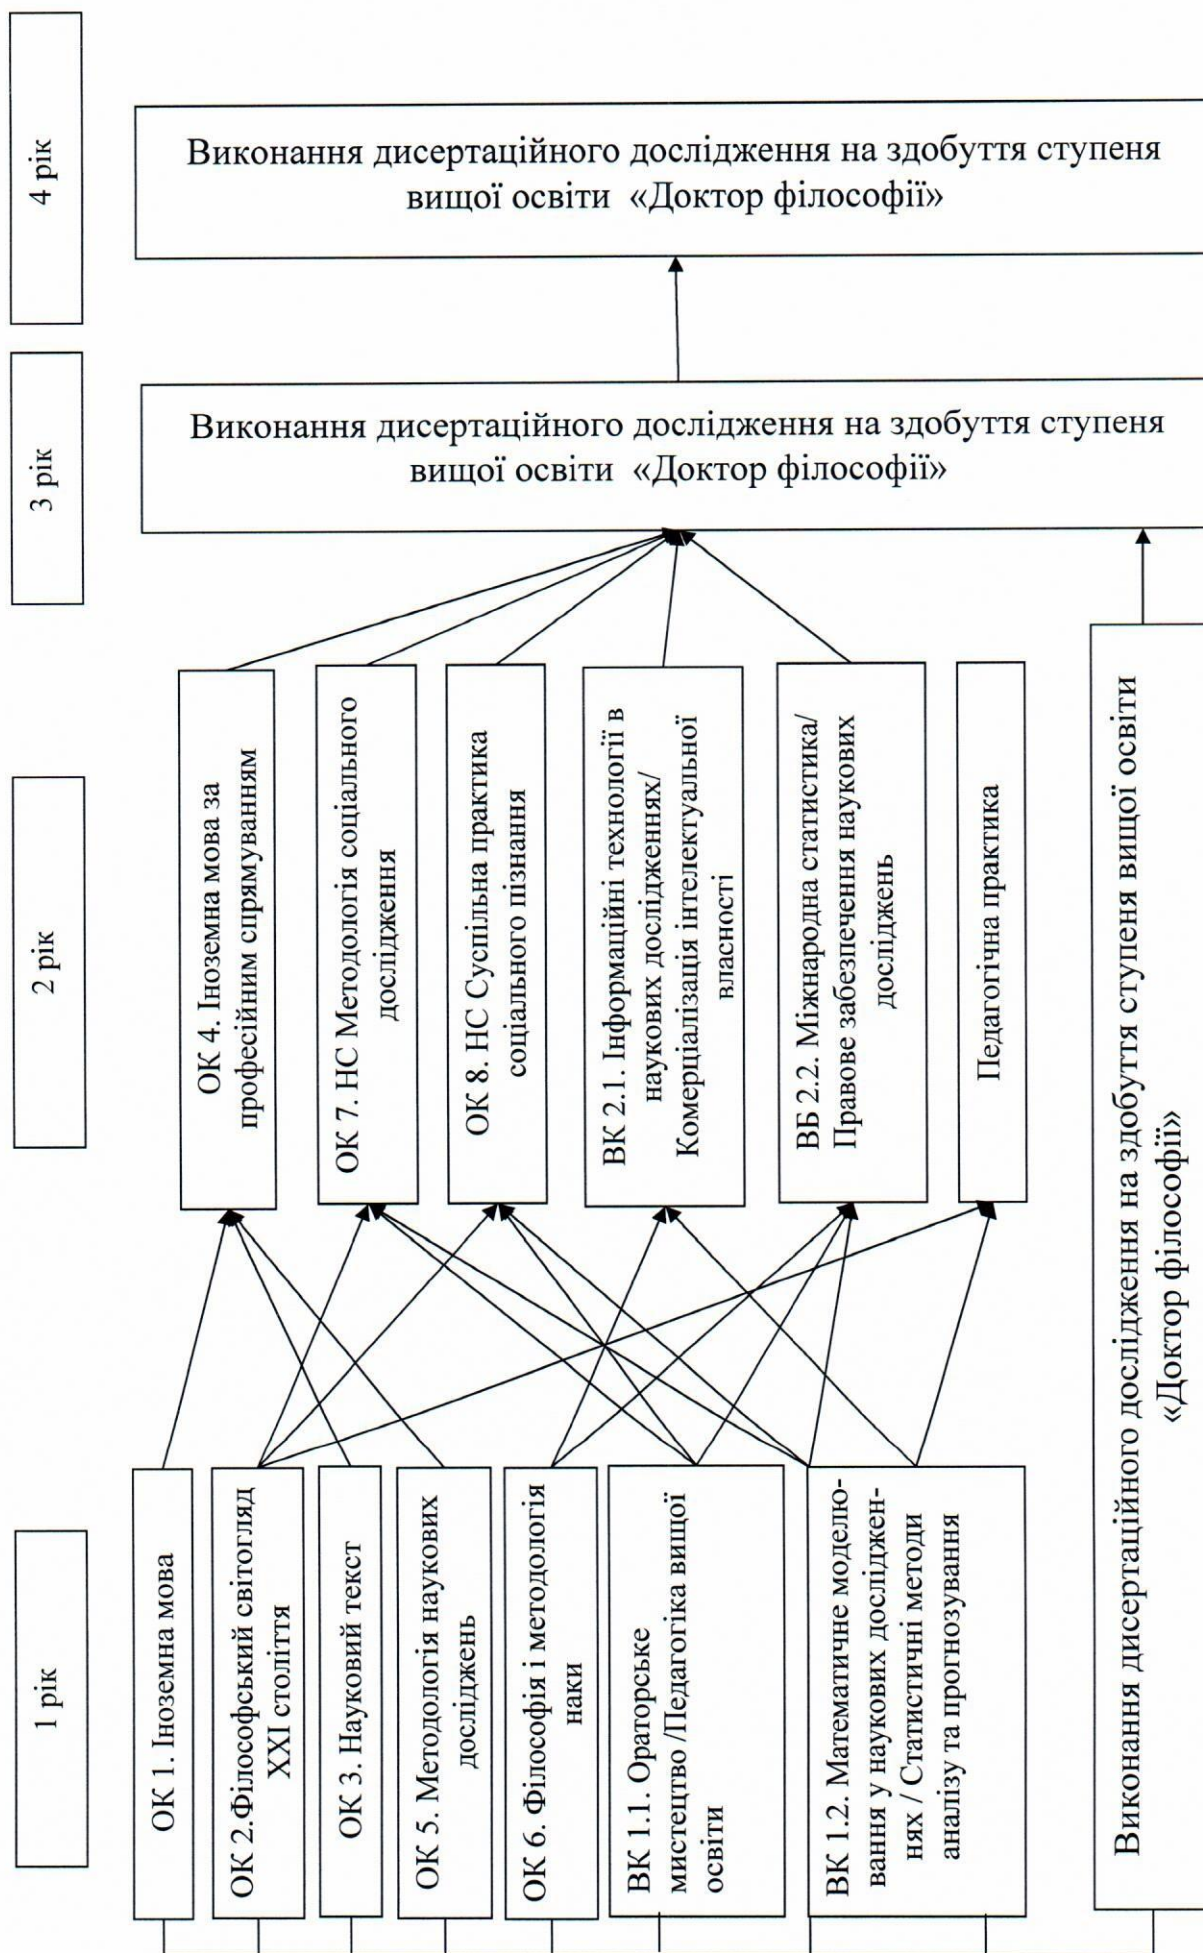 1 рік
2 рік
3 рік
4 рік
ОК 1. Іноземна мова
ОК 2.Філософський світогляд
XXI століття
ОК 3. Науковий текст
ОК 5. Методологія наукових
досліджень
ОК 6. Філософія і методологія
наки
ВК 1.1. Ораторське
мистецтво /Педагогіка вищої
освіти
ВК 1.2. Математичне моделю-
вання у наукових досліджен-
нях / Статистичні методи
аналізу та прогнозування
ОК 4. Іноземна мова за
професійним спрямуванням
ОК 7. НС Методологія соціального
дослідження
ОК 8. НС Суспільна практика
соціального пізнання
ВК 2.1. Інформаційні технології в
наукових дослідженнях/
Комерціалізація інтелектуальної
власності
ВБ 2.2. Міжнародна статистика/
Правове забезпечення наукових
досліджень
Педагогічна практика
Виконання дисертаційного дослідження на здобуття ступеня вищої освіти
«Доктор філософії»
Виконання дисертаційного дослідження на здобуття ступеня
вищої освіти «Доктор філософії»
Виконання дисертаційного дослідження на здобуття ступеня
вищої освіти «Доктор філософії»